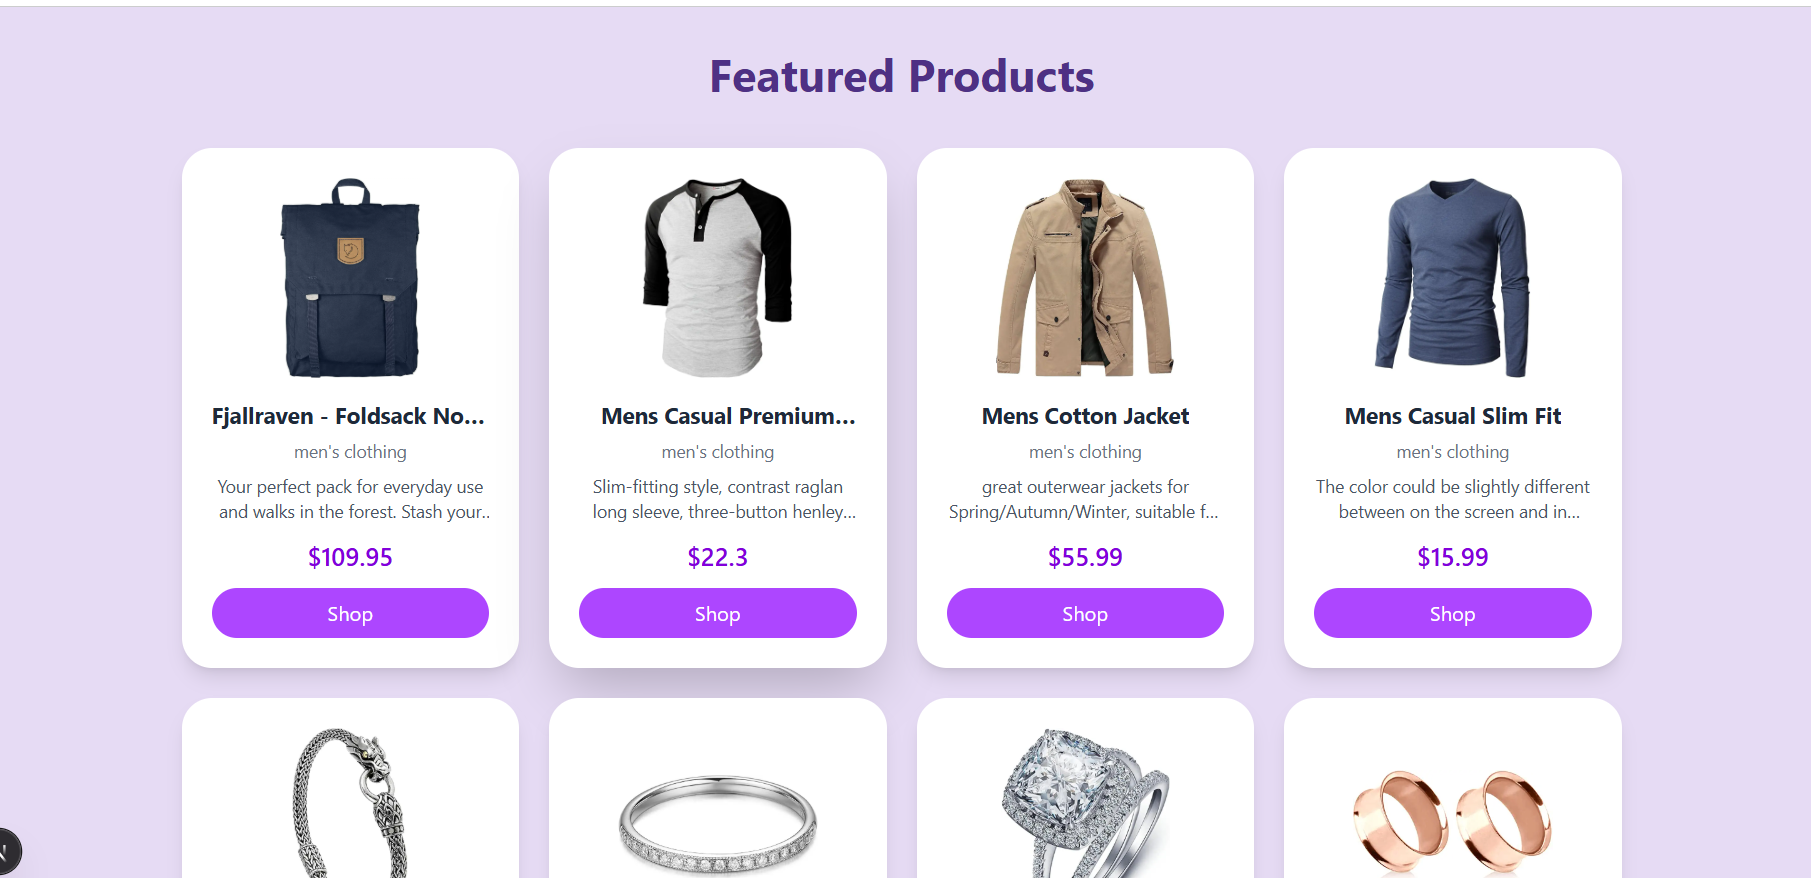 Featured Products
Fjallraven - Foldsack No...
men's clothing
Your perfect pack for everyday use
and walks in the forest. Stash your..
$109.95
Shop
Mens Casual Premium...
men's clothing
Slim-fitting style, contrast raglan
long sleeve, three-button henley...
$22.3
Shop
Mens Cotton Jacket
men's clothing
great outerwear jackets for
Spring/Autumn/Winter, suitable f...
$55.99
Shop
Mens Casual Slim Fit
men's clothing
The color could be slightly different
between on the screen and in...
$15.99
Shop